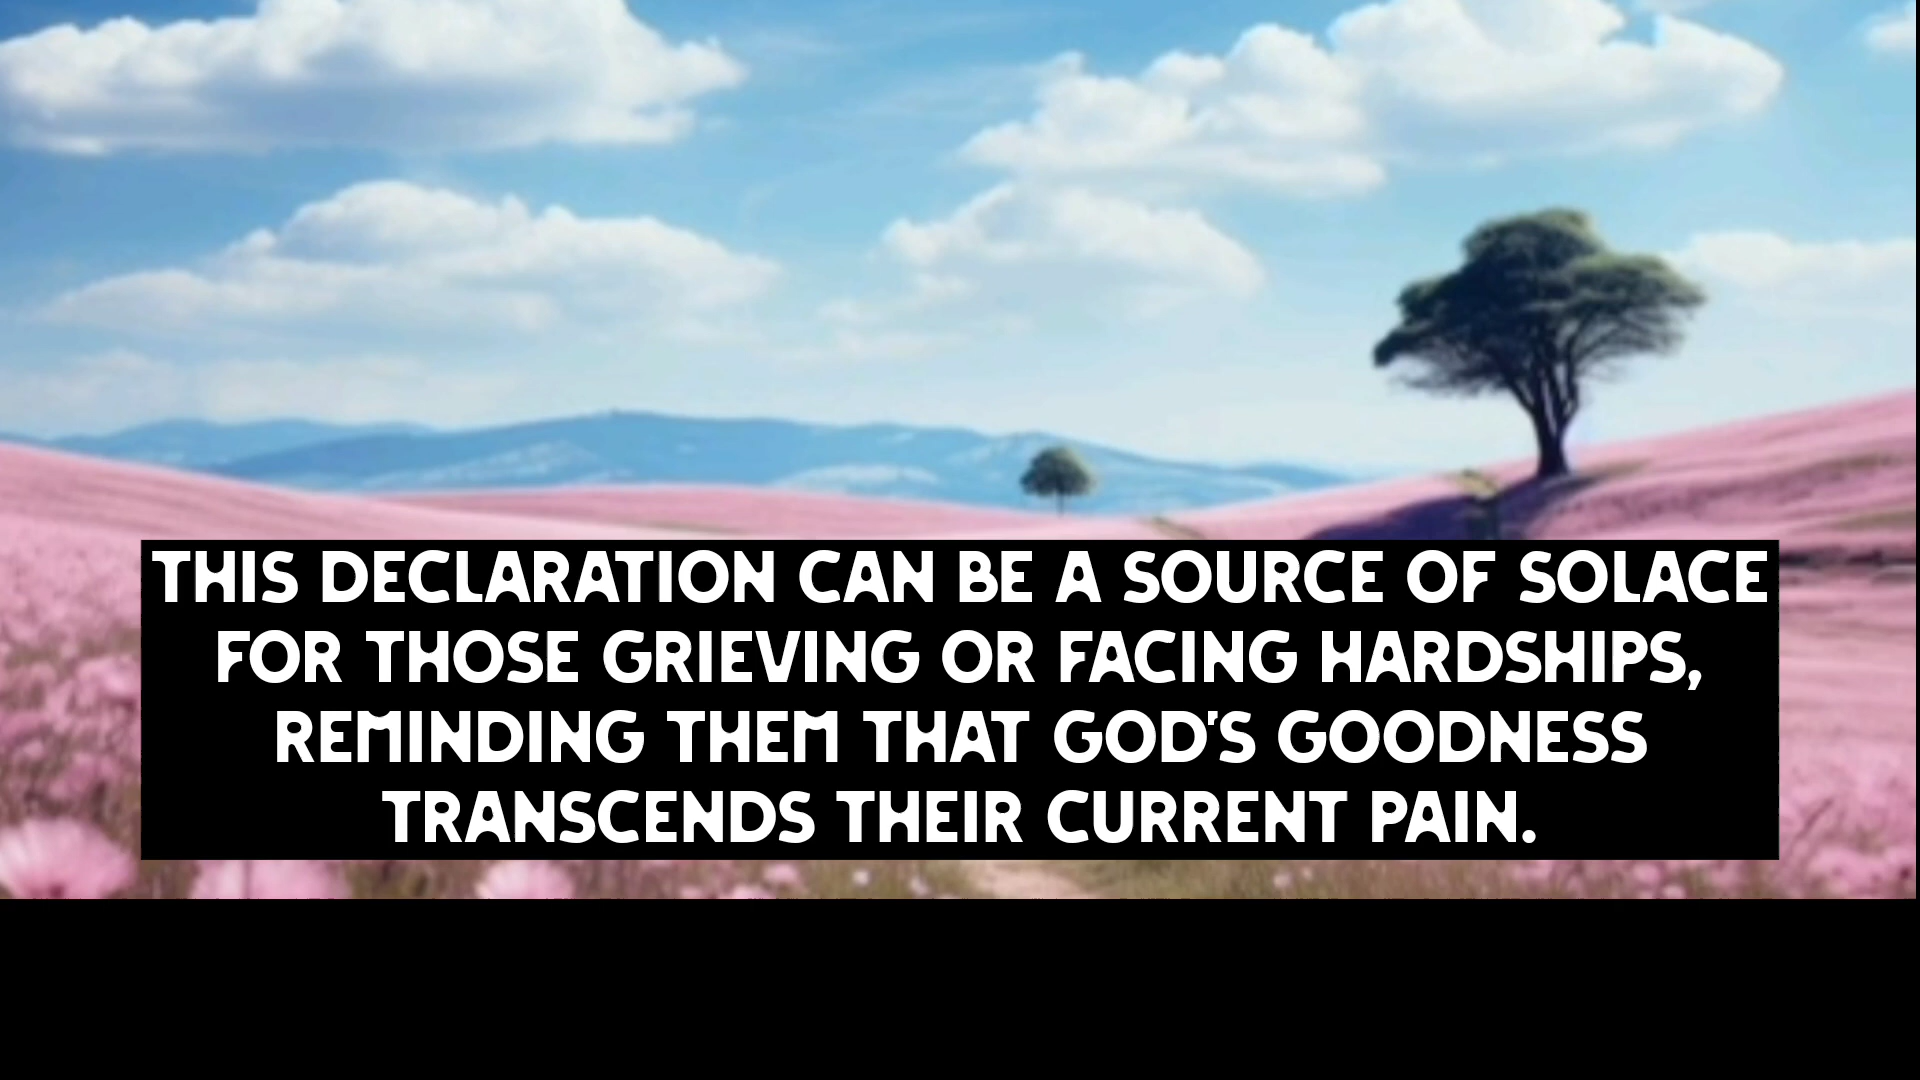 THIS DECLARATION CAN BE A SOURCE OF SOLACE
FOR THOSE GRIEVING OR FACING HARDSHIPS,
REMINDING THEM THAT GOD'S GOODNESS
TRANSCENDS THEIR CURRENT PAIN.